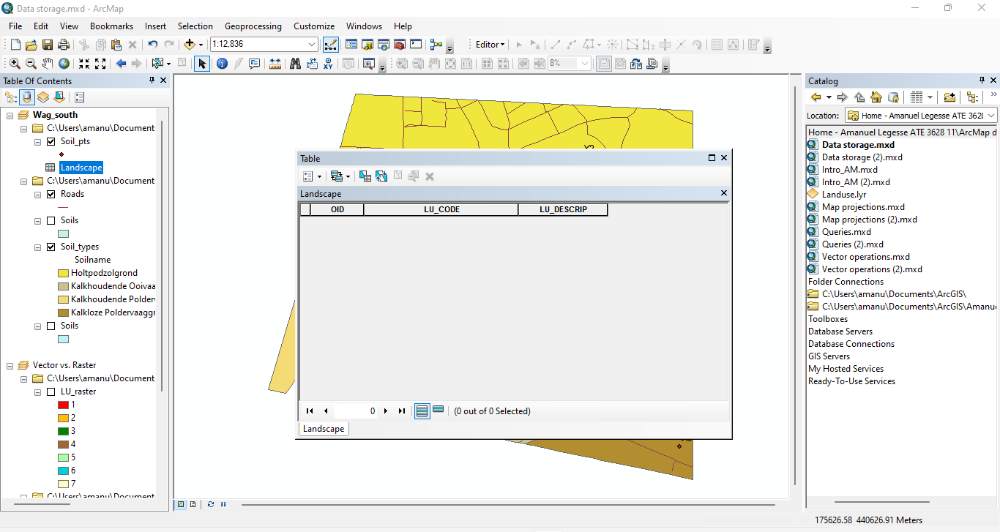 Data storage.mxd - ArcMap
File Edit View Bookmarks Insert Selection Geoprocessing Customize Windows Help
1:12,836
Editor
8%
Table Of Contents
Wag_south
C:\Users\amanu\Document
Soil_pts
Landscape
C:\Users\amanu\Document
Roads
Soils
Soil_types
Soilname
Holtpodzolgrond
Kalkhoudende Ooivaa
Kalkhoudende Polder
Kalkloze Poldervaaggr
Soils
Vector vs. Raster
C:\Users\amanu\Document
LU_raster
1
2
3
4
5
6
7
C:\Users\amanu\Document
Table
Landscape
OID LU_CODE LU_DESCRIP
0
(0 out of 0 Selected)
Landscape
Catalog
Location: Home - Amanuel Legesse ATE 362
Home - Amanuel Legesse ATE 3628 11\ArcMap d
Data storage.mxd
Data storage (2).mxd
Intro_AM.mxd
Intro_AM (2).mxd
Landuse.lyr
Map projections.mxd
Map projections (2).mxd
Queries.mxd
Queries (2).mxd
Vector operations.mxd
Vector operations (2).mxd
Folder Connections
C:\Users\amanu\Documents\ArcGIS\
C:\Users\amanu\Documents\ArcGIS\Amanu
Toolboxes
Database Servers
Database Connections
GIS Servers
My Hosted Services
Ready-To-Use Services
175626.58 440626.91 Meters